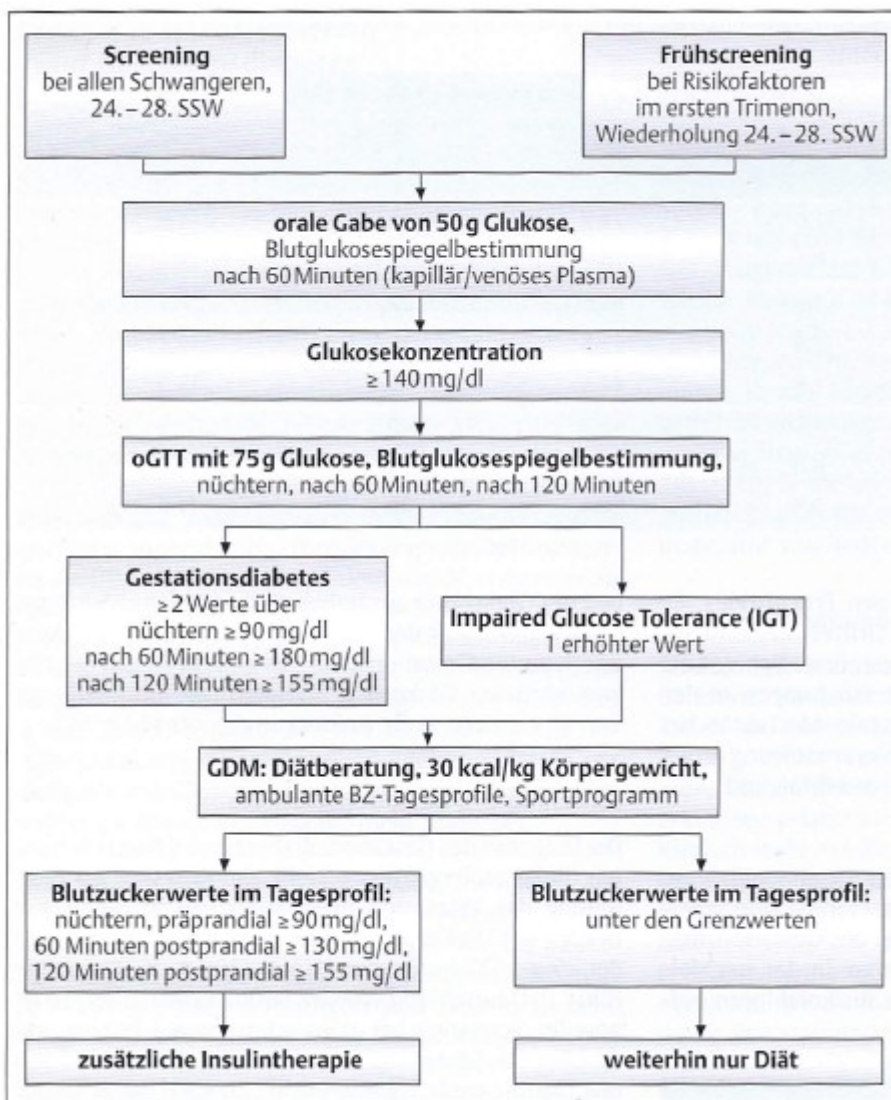 Screening
bei allen Schwangeren,
24. – 28. SSW
Frühscreening
bei Risikofaktoren
im ersten Trimenon,
Wiederholung 24. – 28. SSW
orale Gabe von 50 g Glukose,
Blutglukosespiegelbestimmung
nach 60 Minuten (kapillär/venöses Plasma)
Glukosekonzentration
≥ 140 mg/dl
oGTT mit 75 g Glukose, Blutglukosespiegelbestimmung,
nüchtern, nach 60 Minuten, nach 120 Minuten
Gestationsdiabetes
≥ 2 Werte über
nüchtern ≥ 90 mg/dl
nach 60 Minuten ≥ 180 mg/dl
nach 120 Minuten ≥ 155 mg/dl
Impaired Glucose Tolerance (IGT)
1 erhöhter Wert
GDM: Diätberatung, 30 kcal/kg Körpergewicht,
ambulante BZ-Tagesprofile, Sportprogramm
Blutzuckerwerte im Tagesprofil:
nüchtern, präprandial ≥ 90 mg/dl,
60 Minuten postprandial ≥ 130 mg/dl,
120 Minuten postprandial ≥ 155 mg/dl
Blutzuckerwerte im Tagesprofil:
unter den Grenzwerten
zusätzliche Insulintherapie
weiterhin nur Diät